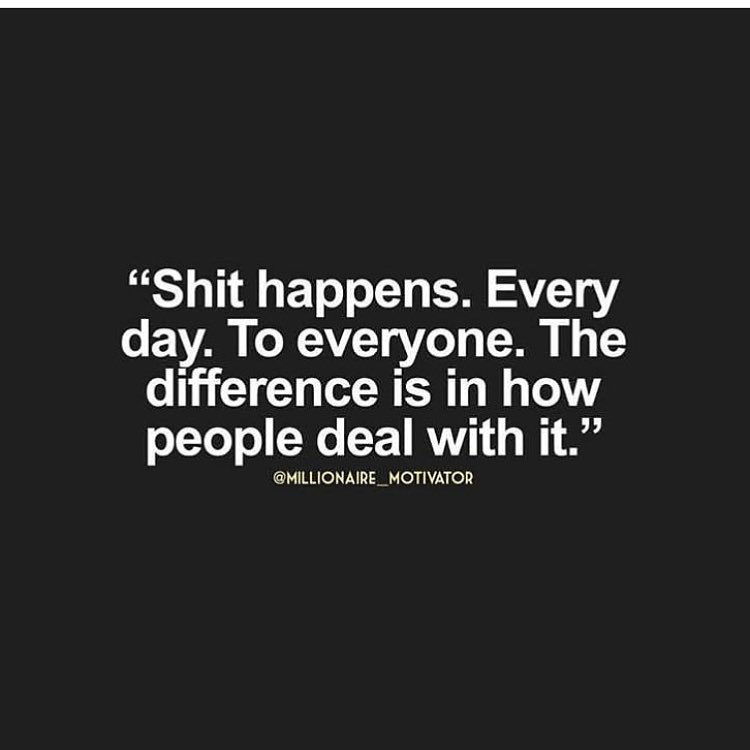 “Shit happens. Every
day. To everyone. The
difference is in how
people deal with it.”
@MILLIONAIRE_MOTIVATOR